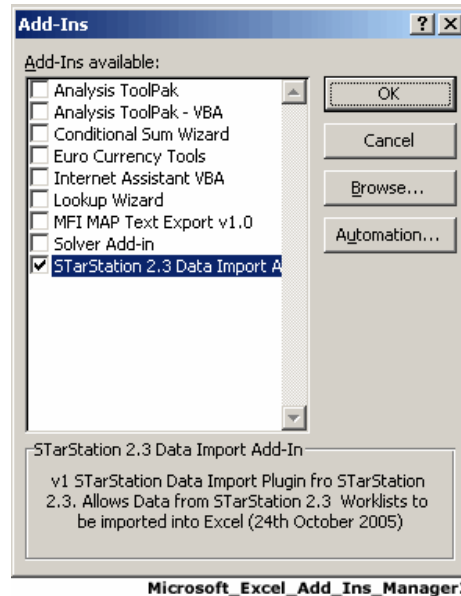 Add-Ins
Add-Ins available:
Analysis ToolPak
Analysis ToolPak - VBA
Conditional Sum Wizard
Euro Currency Tools
Internet Assistant VBA
Lookup Wizard
MFI MAP Text Export v1.0
Solver Add-in
STarStation 2.3 Data Import A
OK
Cancel
Browse...
Automation...
STarStation 2.3 Data Import Add-In
v1 STarStation Data Import Plugin fro STarStation
2.3. Allows Data from STarStation 2.3 Worklists to
be imported into Excel (24th October 2005)
Microsoft_Excel_Add_Ins_Manager